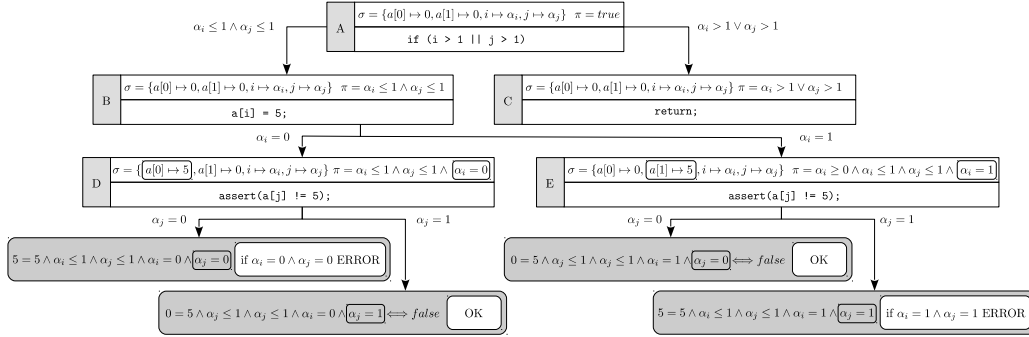 α_i ≤ 1 ∧ α_j ≤ 1
A
σ = {a[0] ↦ 0, a[1] ↦ 0, i ↦ α_i, j ↦ α_j} π = true
if (i > 1 || j > 1)
α_i > 1 ∨ α_j > 1
B
σ = {a[0] ↦ 0, a[1] ↦ 0, i ↦ α_i, j ↦ α_j} π = α_i ≤ 1 ∧ α_j ≤ 1
a[i] = 5;
C
σ = {a[0] ↦ 0, a[1] ↦ 0, i ↦ α_i, j ↦ α_j} π = α_i > 1 ∨ α_j > 1
return;
α_i = 0
α_i = 1
D
σ = {a[0] ↦ 5, a[1] ↦ 0, i ↦ α_i, j ↦ α_j} π = α_i ≤ 1 ∧ α_j ≤ 1 ∧ α_i = 0
assert(a[j] != 5);
E
σ = {a[0] ↦ 0, a[1] ↦ 5, i ↦ α_i, j ↦ α_j} π = α_i ≥ 0 ∧ α_i ≤ 1 ∧ α_j ≤ 1 ∧ α_i = 1
assert(a[j] != 5);
α_j = 0
α_j = 1
α_j = 0
α_j = 1
5 = 5 ∧ α_i ≤ 1 ∧ α_j ≤ 1 ∧ α_i = 0 ∧ α_j = 0 if α_i = 0 ∧ α_j = 0 ERROR
0 = 5 ∧ α_j ≤ 1 ∧ α_j ≤ 1 ∧ α_i = 1 ∧ α_j = 0 ⟺ false OK
0 = 5 ∧ α_j ≤ 1 ∧ α_j ≤ 1 ∧ α_i = 0 ∧ α_j = 1 ⟺ false OK
5 = 5 ∧ α_i ≤ 1 ∧ α_j ≤ 1 ∧ α_i = 1 ∧ α_j = 1 if α_i = 1 ∧ α_j = 1 ERROR